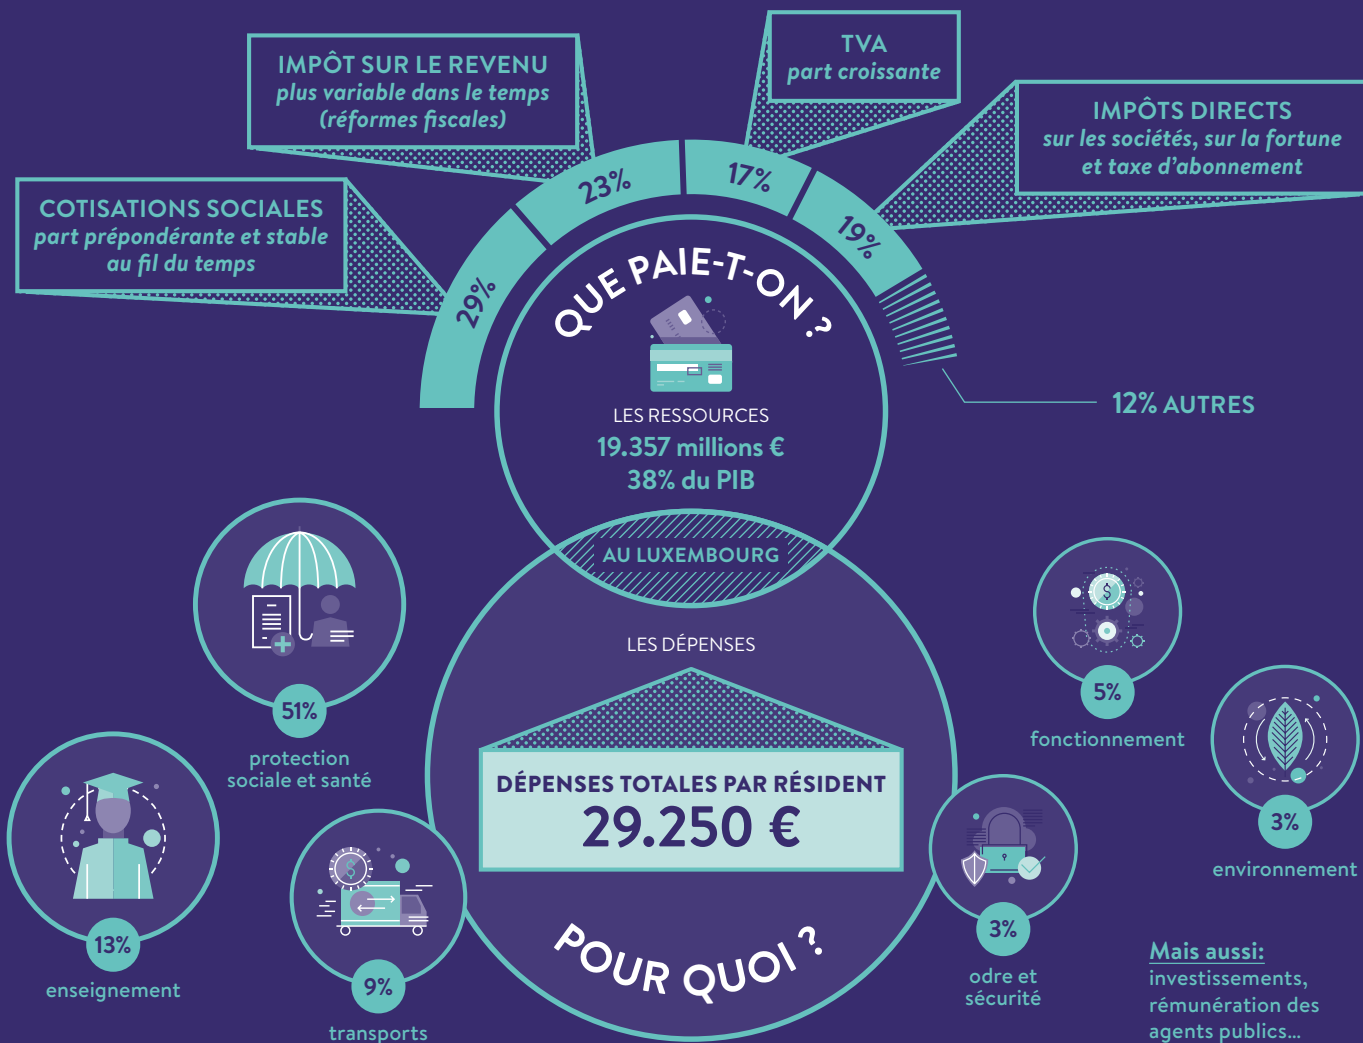 IMPÔT SUR LE REVENU
plus variable dans le temps
(réformes fiscales)
TVA
part croissante
IMPÔTS DIRECTS
sur les sociétés, sur la fortune
et taxe d'abonnement
COTISATIONS SOCIALES
part prépondérante et stable
au fil du temps
29%
23%
17%
19%
12% AUTRES
QUE PAIE-T-ON ?
LES RESSOURCES
19.357 millions €
38% du PIB
AU LUXEMBOURG
LES DÉPENSES
DÉPENSES TOTALES PAR RÉSIDENT
29.250 €
POUR QUOI ?
51%
protection
sociale et santé
13%
enseignement
$
9%
transports
$
5%
fonctionnement
3%
environnement
3%
odre et
sécurité
Mais aussi:
investissements,
rémunération des
agents publics...